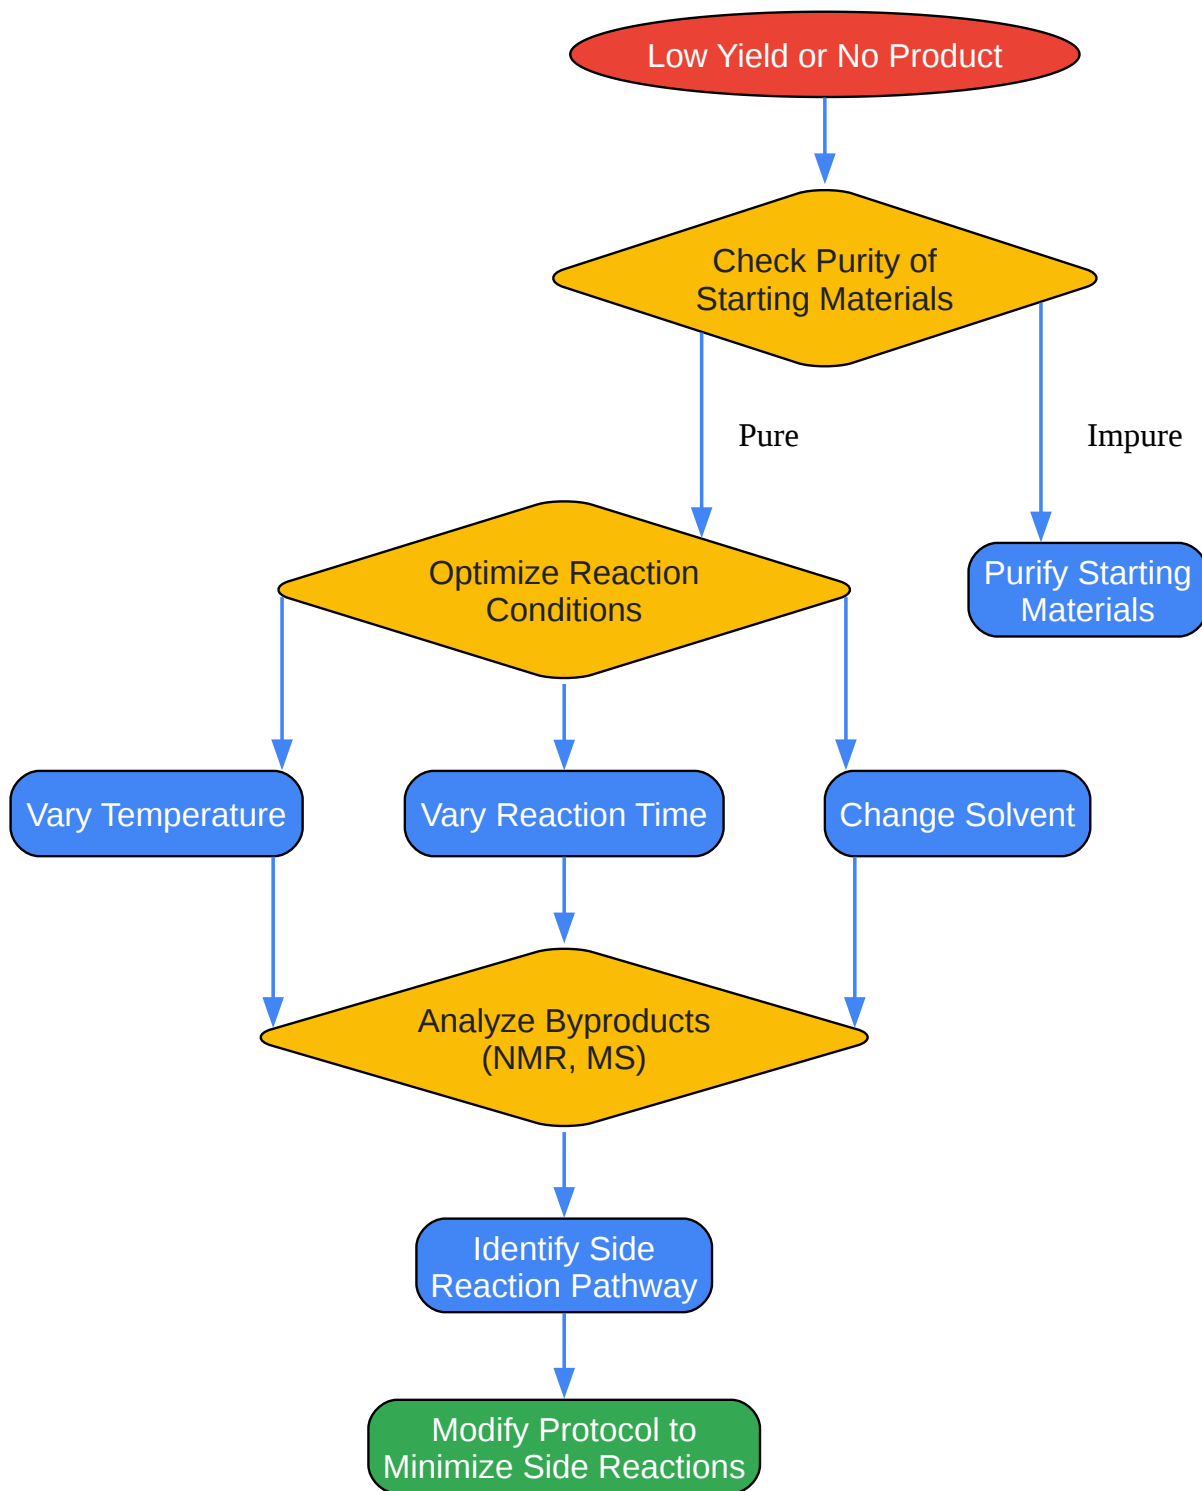 Low Yield or No Product
Check Purity of
Starting Materials
Pure
Impure
Optimize Reaction
Conditions
Purify Starting
Materials
Vary Temperature
Vary Reaction Time
Change Solvent
Analyze Byproducts
(NMR, MS)
Identify Side
Reaction Pathway
Modify Protocol to
Minimize Side Reactions